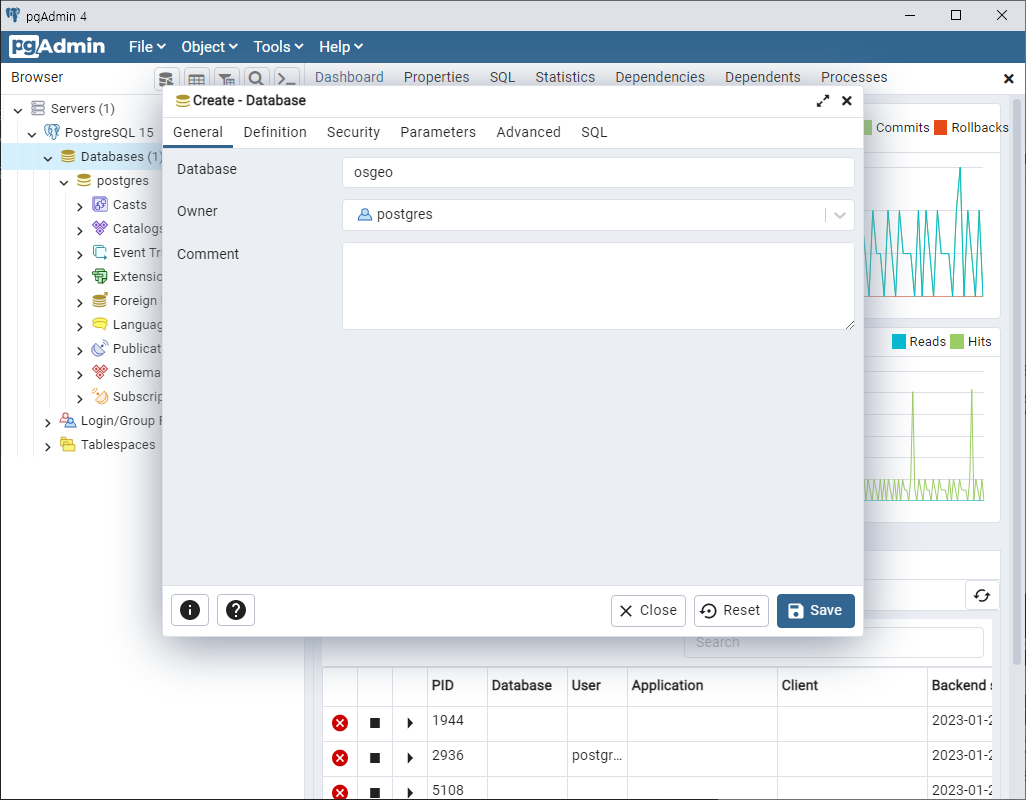 pgAdmin 4
pgAdmin File Object Tools Help
Browser Dashboard Properties SQL Statistics Dependencies Dependents Processes
Servers (1)
PostgreSQL 15
Databases (1)
postgres
Casts
Catalogs
Event Tri
Extensio
Foreign
Languag
Publicat
Schema
Subscrip
Login/Group
Tablespaces
Create - Database
General Definition Security Parameters Advanced SQL
Database osgeo
Owner postgres
Comment
Close Reset Save
Commits Rollbacks
Reads Hits
Search
PID Database User Application Client Backend
1944 2023-01-2
2936 postgr... 2023-01-2
5108 2023-01-2